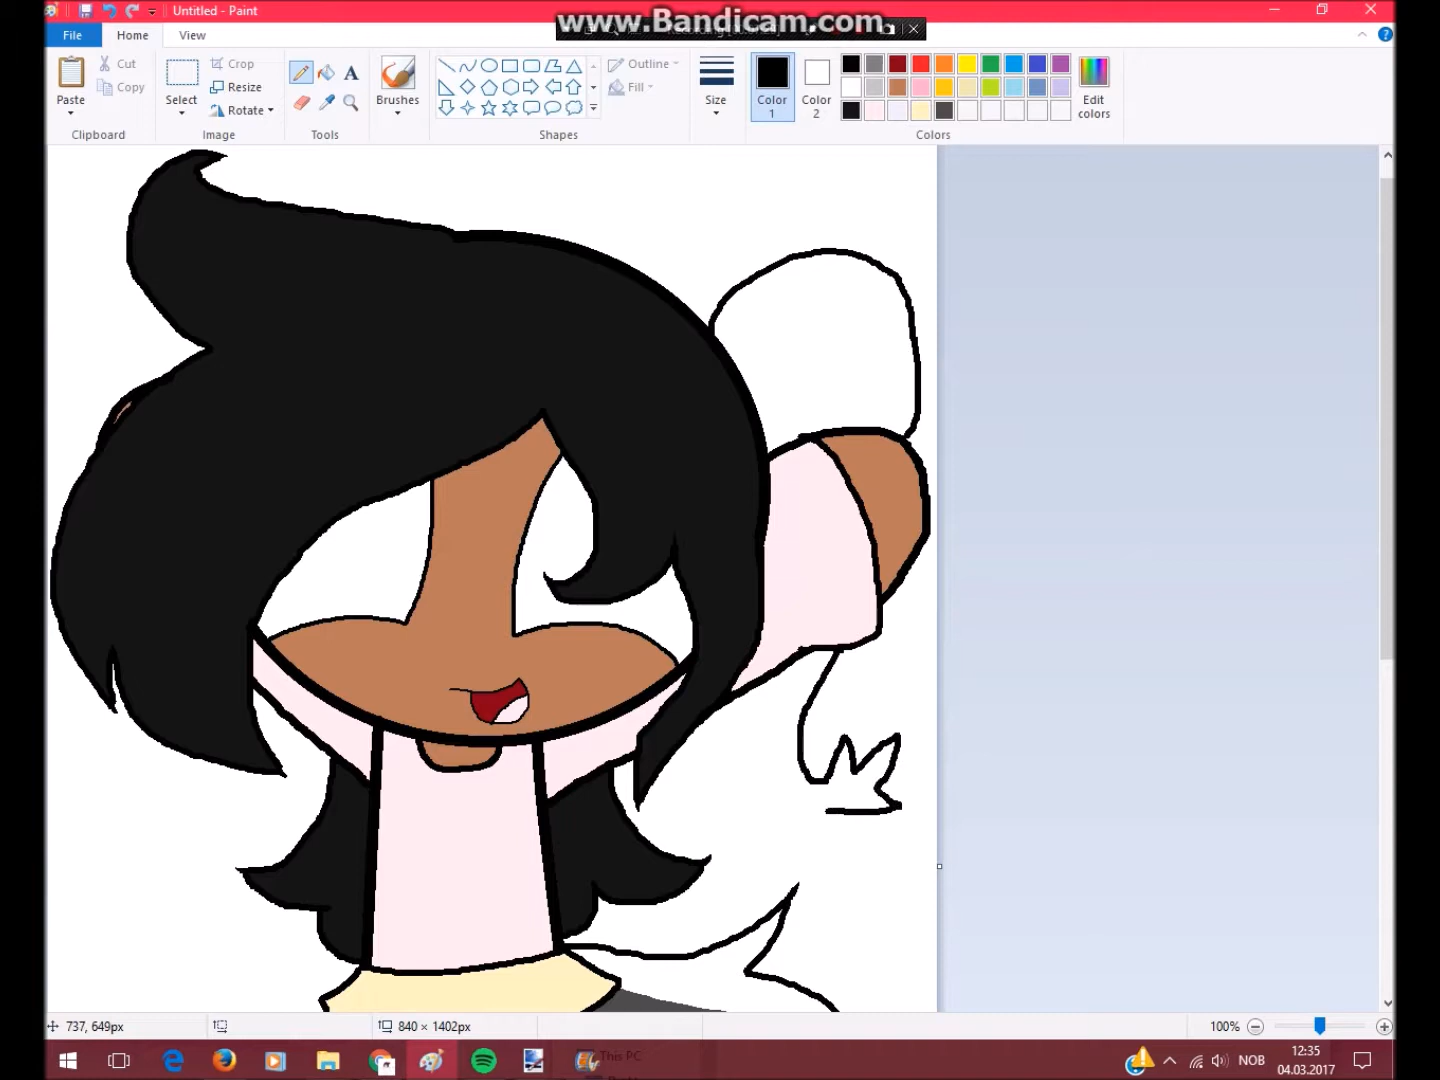 Untitled - Paint
www.Bandicam.com
File
Home
View
Paste
Cut
Copy
Clipboard
Select
Crop
Resize
Rotate
Image
Tools
Brushes
Shapes
Outline
Fill
Size
Color 1
Color 2
Edit colors
Colors
737, 649px
840 × 1402px
100%
This PC
NOB
12:35
04.03.2017